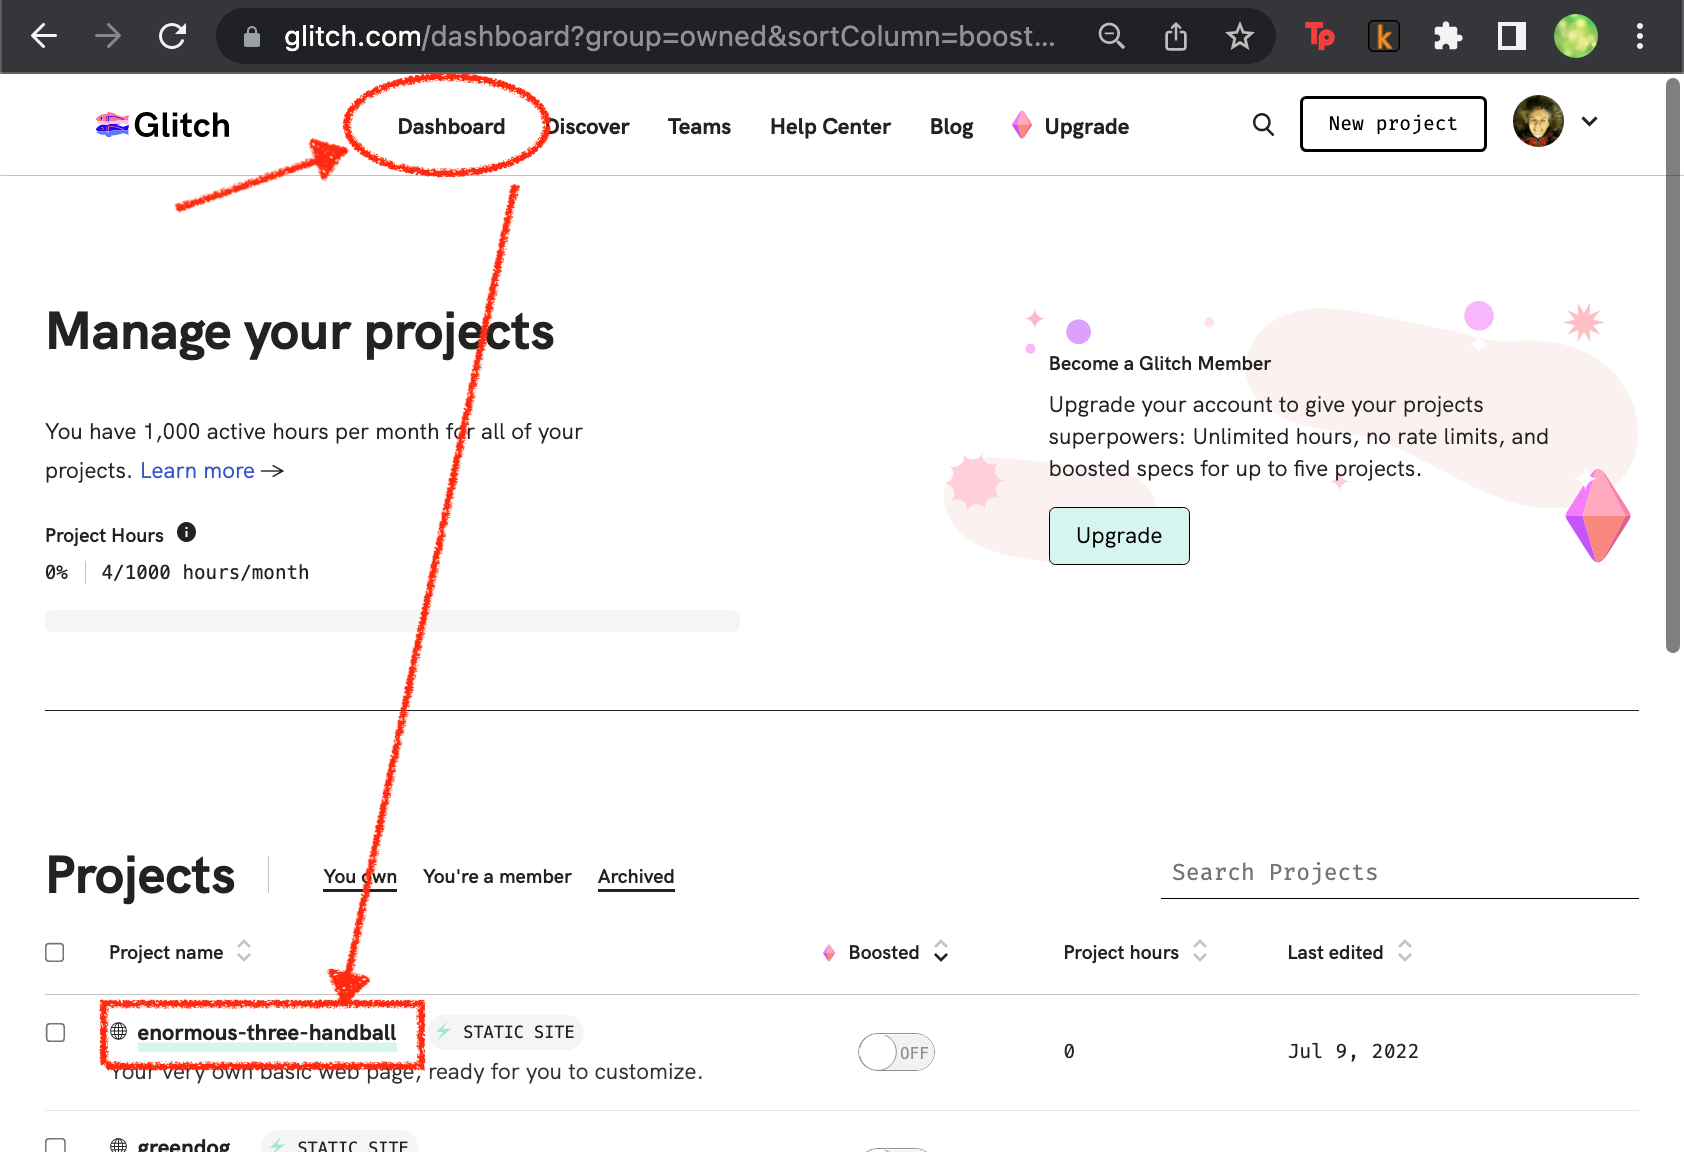 glitch.com/dashboard?group=owned&sortColumn=boost...
Tp
k
Glitch
Dashboard
Discover
Teams
Help Center
Blog
Upgrade
New project
Manage your projects
You have 1,000 active hours per month for all of your
projects. Learn more →
Project Hours
0% 4/1000 hours/month
Become a Glitch Member
Upgrade your account to give your projects
superpowers: Unlimited hours, no rate limits, and
boosted specs for up to five projects.
Upgrade
Projects
You own
You're a member
Archived
Search Projects
Project name
Boosted
Project hours
Last edited
enormous-three-handball
STATIC SITE
OFF
0
Jul 9, 2022
Your very own basic web page, ready for you to customize.
greendog
STATIC SITE